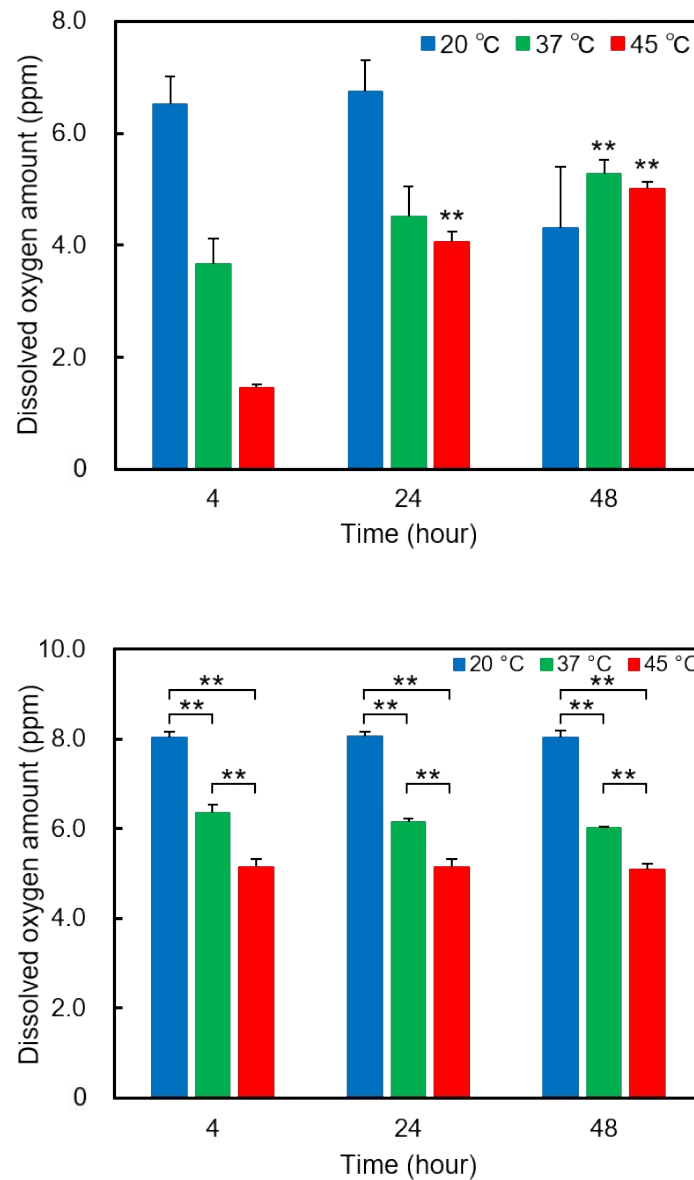 8.0
20 ℃ 37 ℃ 45 ℃
6.0
4.0
2.0
0
Dissolved oxygen amount (ppm)
**
** **
4 24 48
Time (hour)
10.0
20 °C 37 °C 45 °C
8.0
6.0
4.0
2.0
0
Dissolved oxygen amount (ppm)
** ** **
** ** **
** ** **
4 24 48
Time (hour)